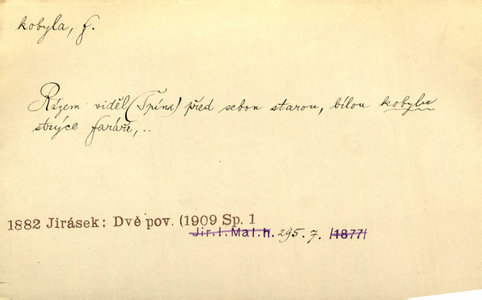 kobyla, f.
Rázem viděl (Špína) před sebou starou, bílou kobylu
strýce faráře,..
1882 Jirásek: Dvě pov. (1909 Sp. 1
Jir. I. Mal. h. 295. 7. /1877/